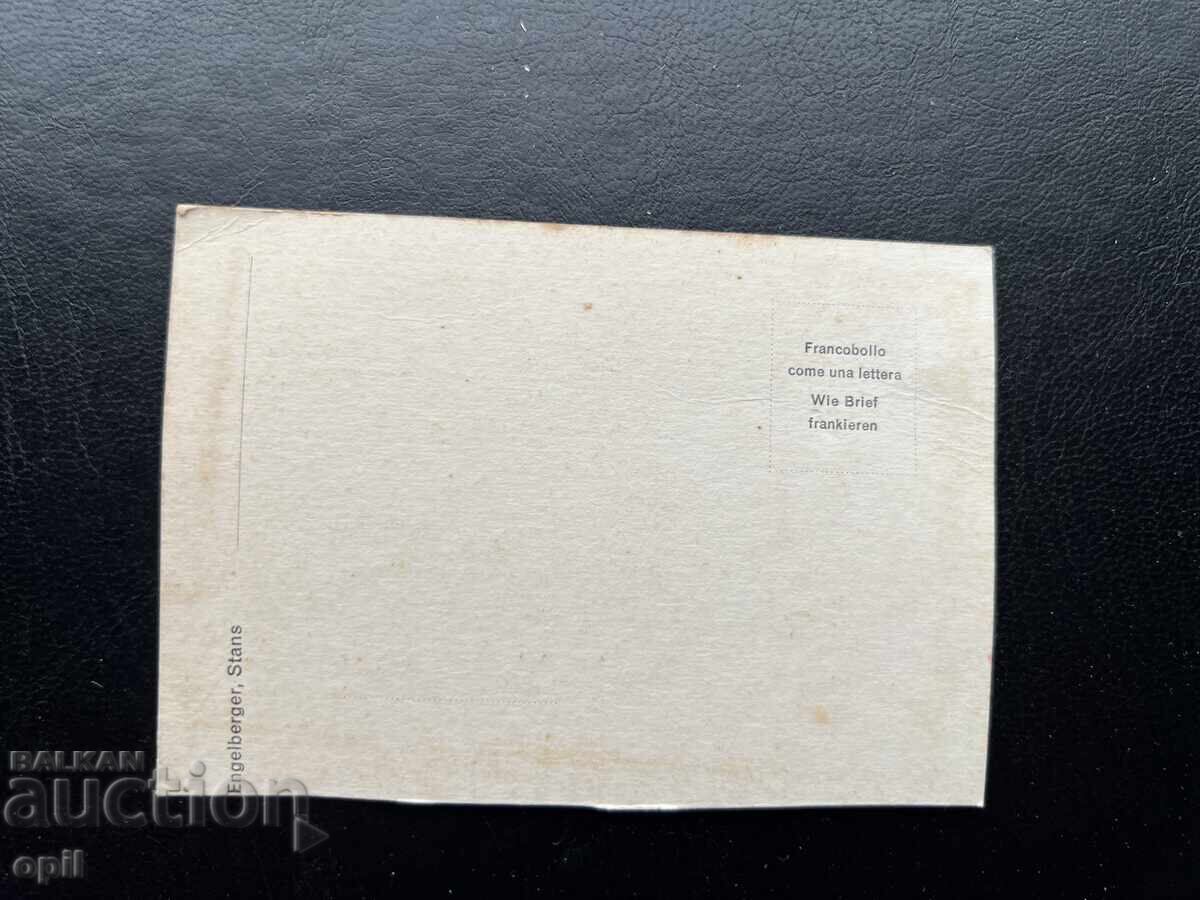 Francobollo
come una lettera
Wie Brief
frankieren
Engelberger, Stans
BALKAN
auction
opil